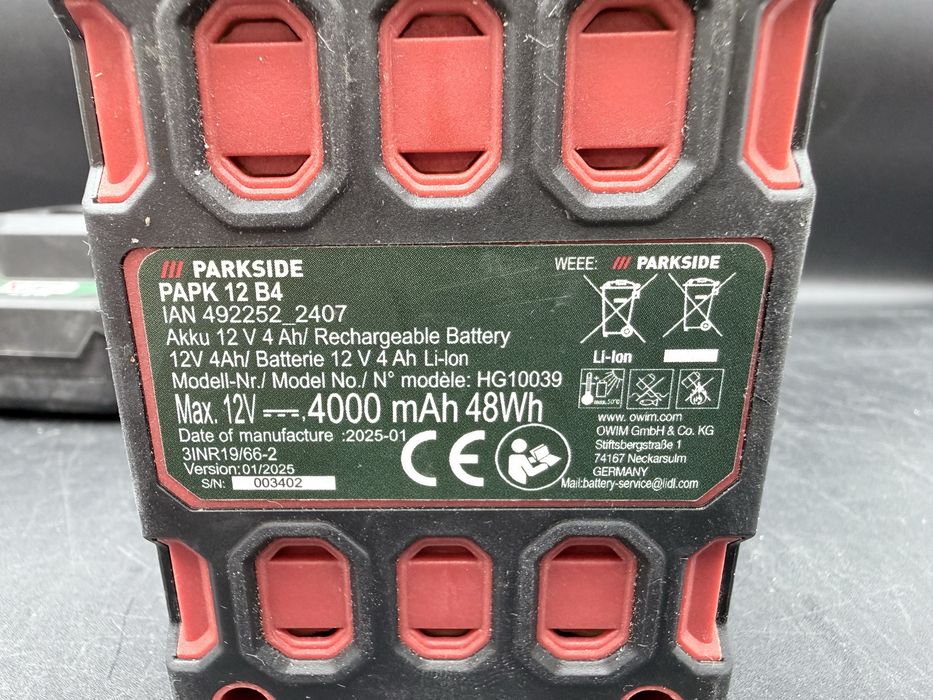 PARKSIDE
PAPK 12 B4
IAN 492252_2407
Akku 12 V 4 Ah/ Rechargeable Battery
12V 4Ah/ Batterie 12 V 4 Ah Li-Ion
Modell-Nr./ Model No./ N° modèle: HG10039
Max. 12V 4000 mAh 48Wh
Date of manufacture :2025-01
3INR19/66-2
Version:01/2025
S/N: 003402
CE
WEEE: PARKSIDE
Li-Ion
max. 50°C
www. owim.com
OWIM GmbH & Co. KG
Stiftsbergstraße 1
74167 Neckarsulm
GERMANY
Mail:battery-service@lidl.com